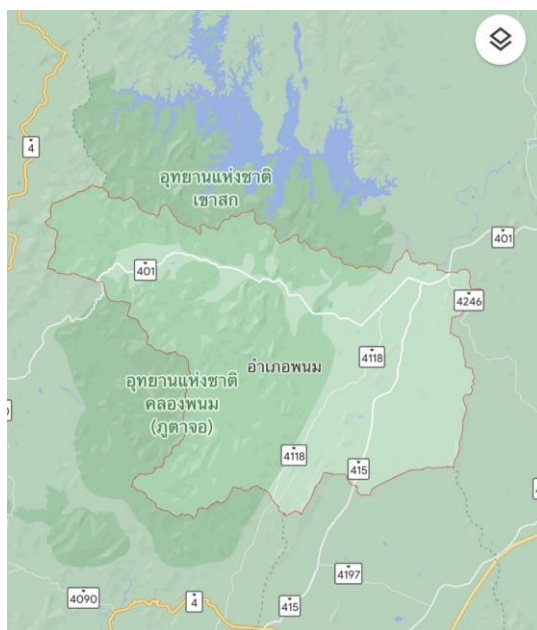 4
อุทยานแห่งชาติ
เขาสก
401
401
4246
4118
อำเภอพนม
อุทยานแห่งชาติ
คลองพนม
(ภูตาจอ)
4118
415
4197
4090
4
415